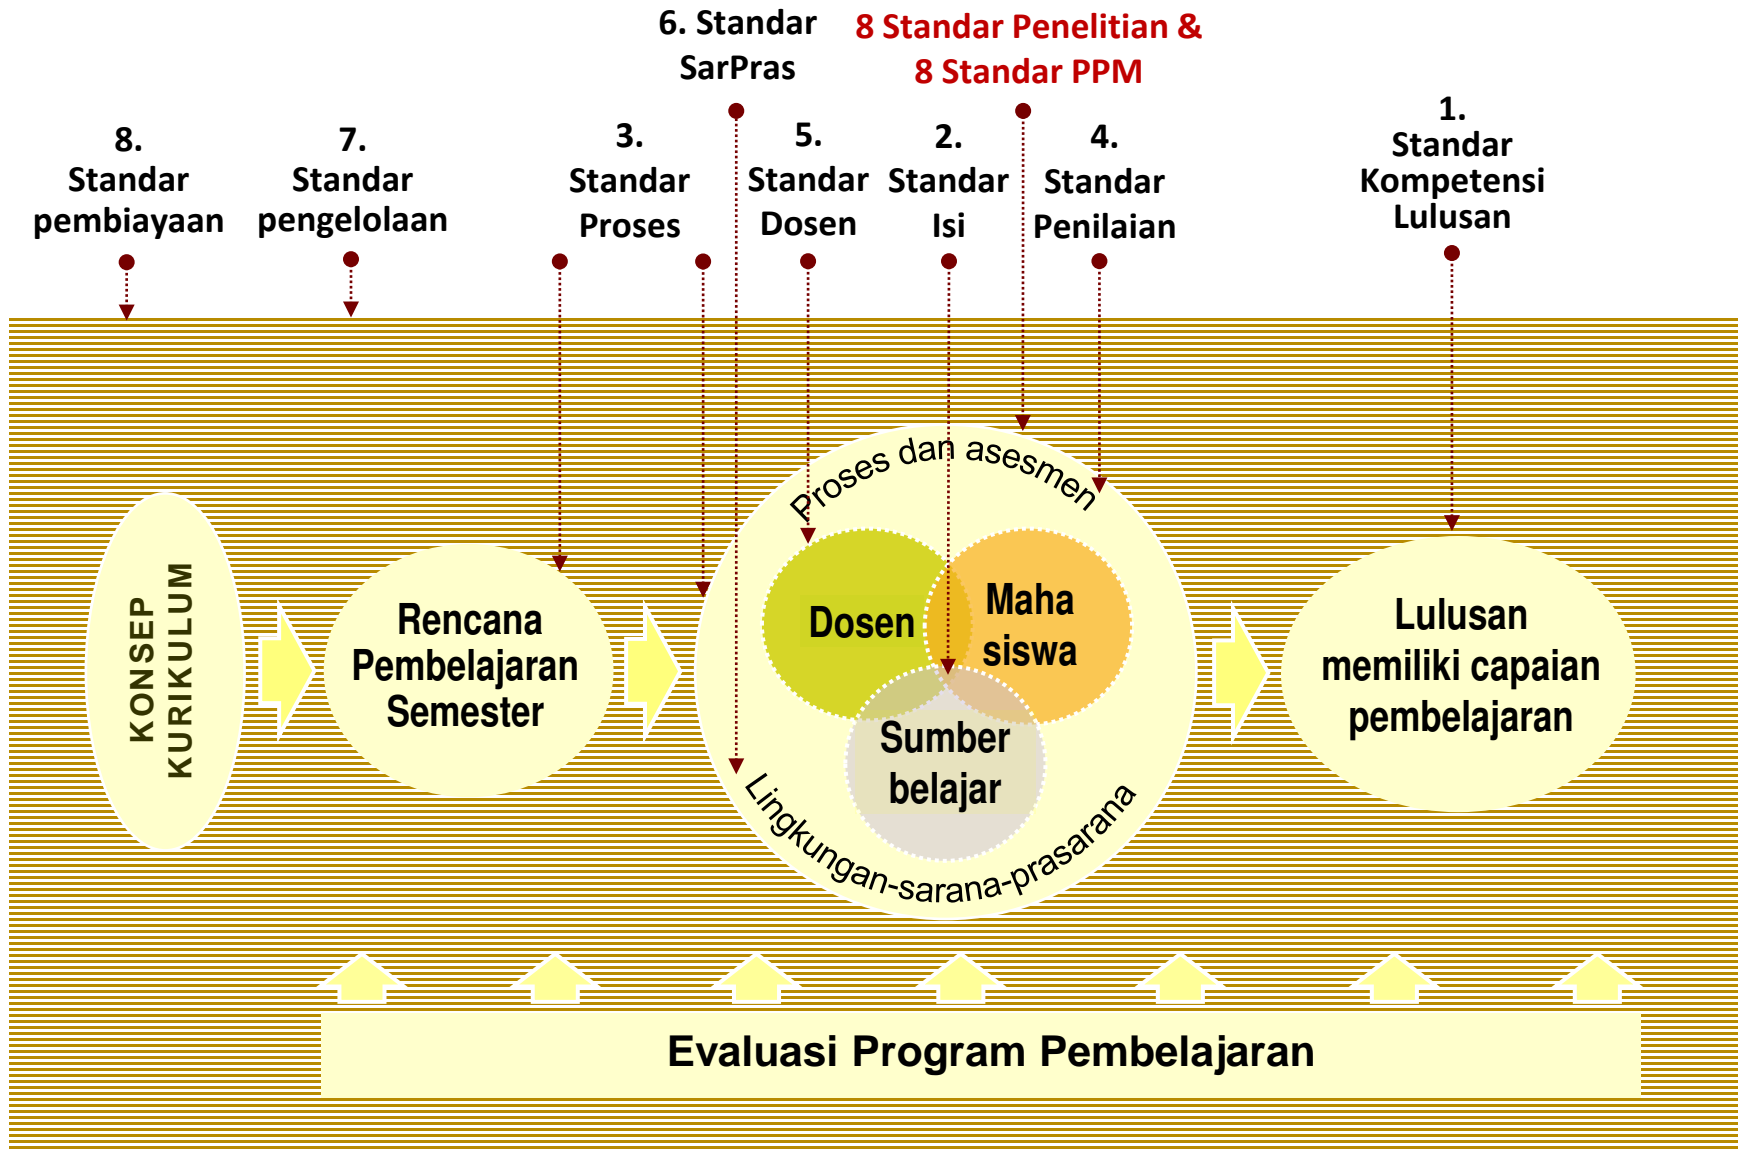 6. Standar
SarPras
8 Standar Penelitian &
8 Standar PPM
8.
Standar
pembiayaan
7.
Standar
pengelolaan
3.
Standar
Proses
5.
Standar
Dosen
2.
Standar
Isi
4.
Standar
Penilaian
1.
Standar
Kompetensi
Lulusan
KONSEP
KURIKULUM
Rencana
Pembelajaran
Semester
Proses dan asesmen
Dosen
Maha
siswa
Sumber
belajar
Lingkungan-sarana-prasarana
Lulusan
memiliki capaian
pembelajaran
Evaluasi Program Pembelajaran